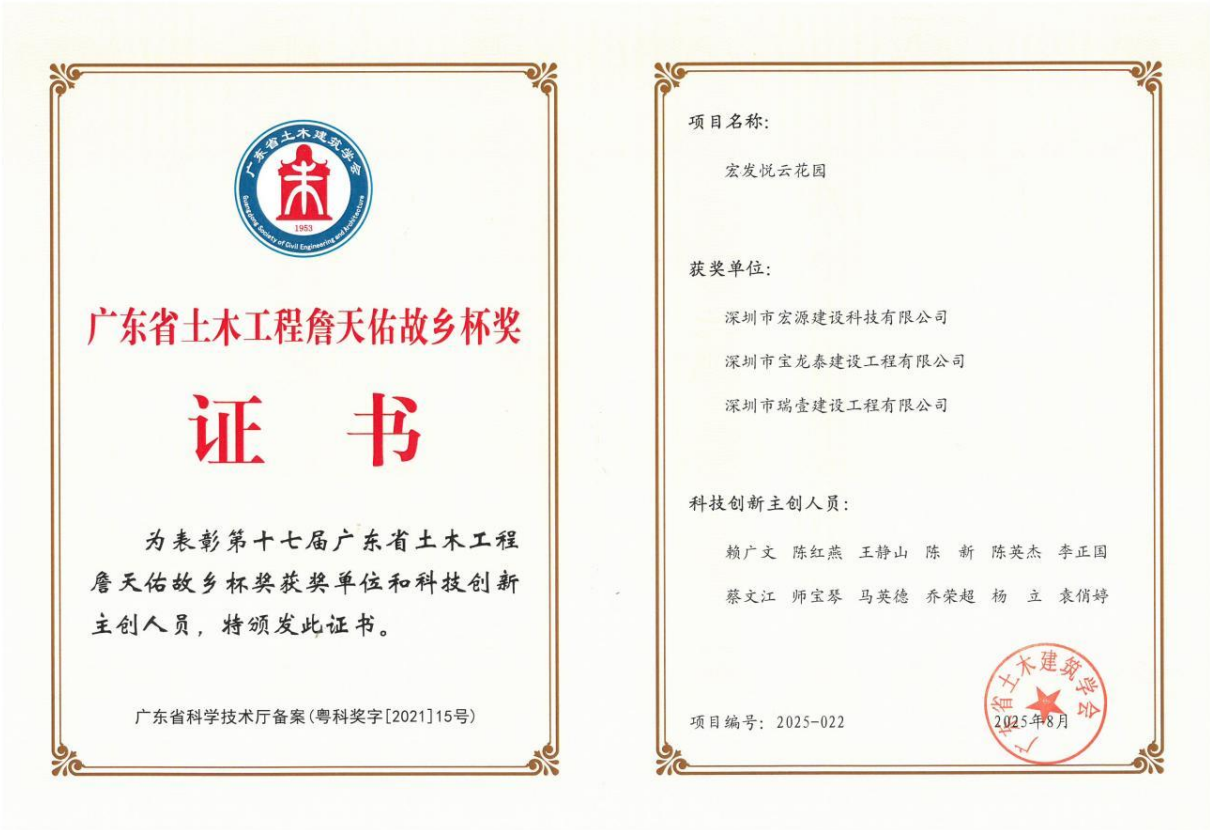 广东省土木建筑学会
1953
Guangdong Society of Civil Engineering and Architecture
广东省土木工程詹天佑故乡杯奖
证 书
为表彰第十七届广东省土木工程
詹天佑故乡杯奖获奖单位和科技创新
主创人员，特颁发此证书。
广东省科学技术厅备案(粤科奖字[2021]15号)
项目名称：
宏发悦云花园
获奖单位：
深圳市宏源建设科技有限公司
深圳市宝龙泰建设工程有限公司
深圳市瑞壹建设工程有限公司
科技创新主创人员：
赖广文 陈红燕 王静山 陈 新 陈英杰 李正国
蔡文江 师宝琴 马英德 乔荣超 杨 立 袁俏婷
项目编号：2025-022
2025年8月
广东省土木建筑学会